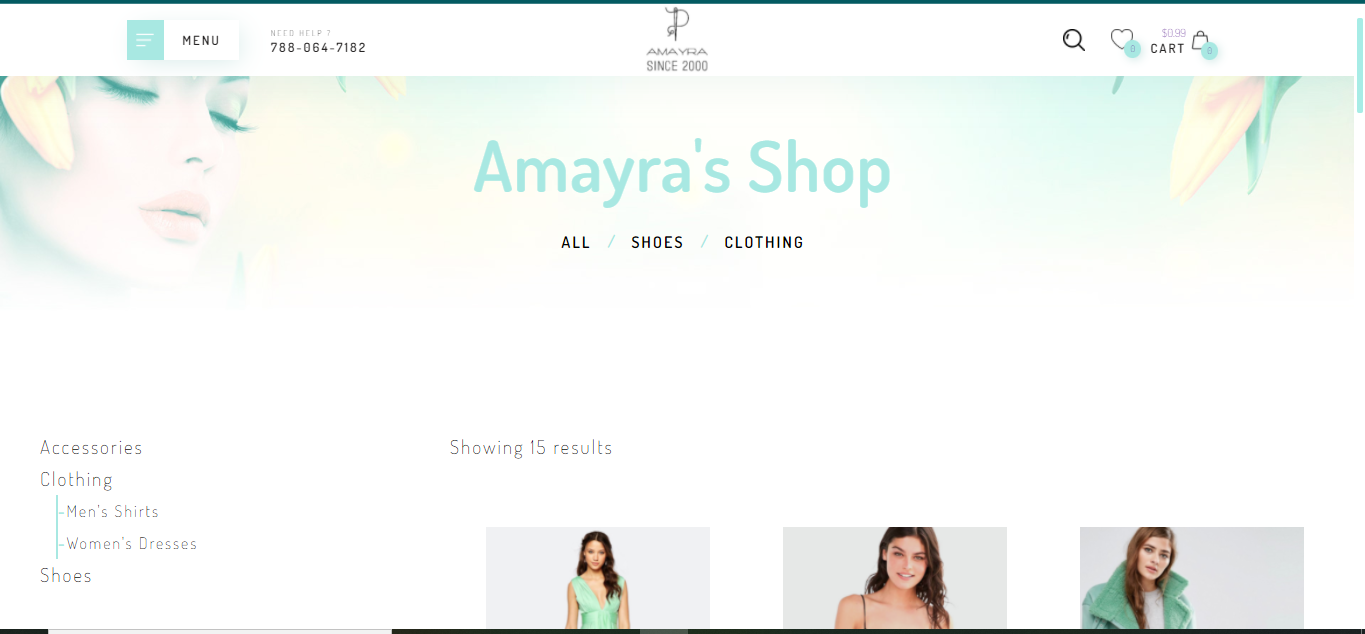 MENU
NEED HELP ?
788-064-7182
AMAYRA
SINCE 2000
0
$0.99
CART
0
Amayra's Shop
ALL / SHOES / CLOTHING
Accessories
Showing 15 results
Clothing
-Men's Shirts
-Women's Dresses
Shoes